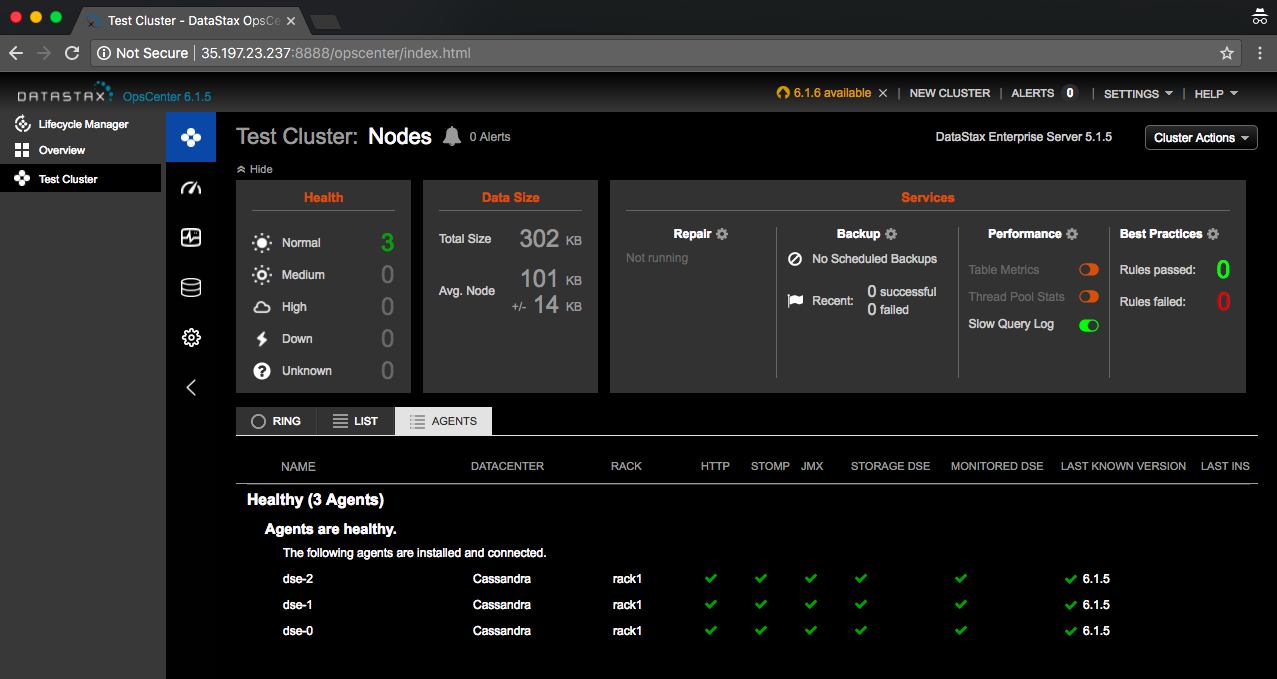 Test Cluster - DataStax OpsCe
Not Secure 35.197.23.237:8888/opscenter/index.html
DATASTAX OpsCenter 6.1.5
6.1.6 available NEW CLUSTER ALERTS 0 SETTINGS HELP
Lifecycle Manager
Overview
Test Cluster
Test Cluster: Nodes 0 Alerts
DataStax Enterprise Server 5.1.5
Cluster Actions
Hide
Health
Normal 3
Medium 0
High 0
Down 0
Unknown 0
Data Size
Total Size 302 KB
Avg. Node 101 KB
+/- 14 KB
Services
Repair
Not running
Backup
No Scheduled Backups
Recent: 0 successful
0 failed
Performance
Table Metrics
Thread Pool Stats
Slow Query Log
Best Practices
Rules passed: 0
Rules failed: 0
RING LIST AGENTS
NAME DATACENTER RACK HTTP STOMP JMX STORAGE DSE MONITORED DSE LAST KNOWN VERSION LAST INS
Healthy (3 Agents)
Agents are healthy.
The following agents are installed and connected.
dse-2 Cassandra rack1 6.1.5
dse-1 Cassandra rack1 6.1.5
dse-0 Cassandra rack1 6.1.5